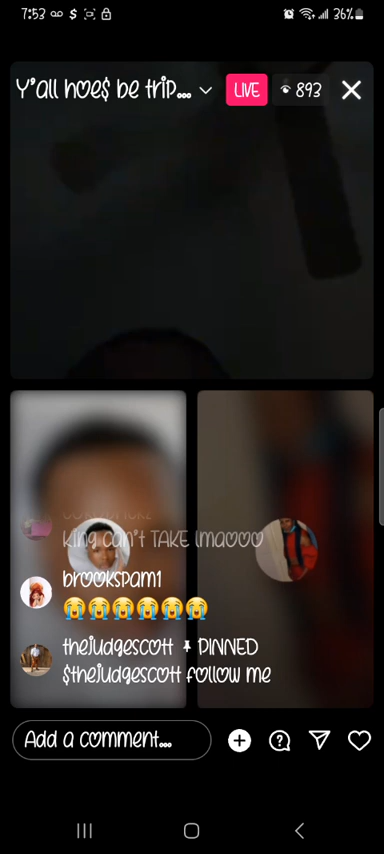 7:53 $ 36%
Y'all hoe$ be trip... LIVE 893
king can't TAKE lmaoooo
brookspam1
😭😭😭😭😭😭
thejudgescott 📌 PINNED
$thejudgescott follow me
Add a comment...